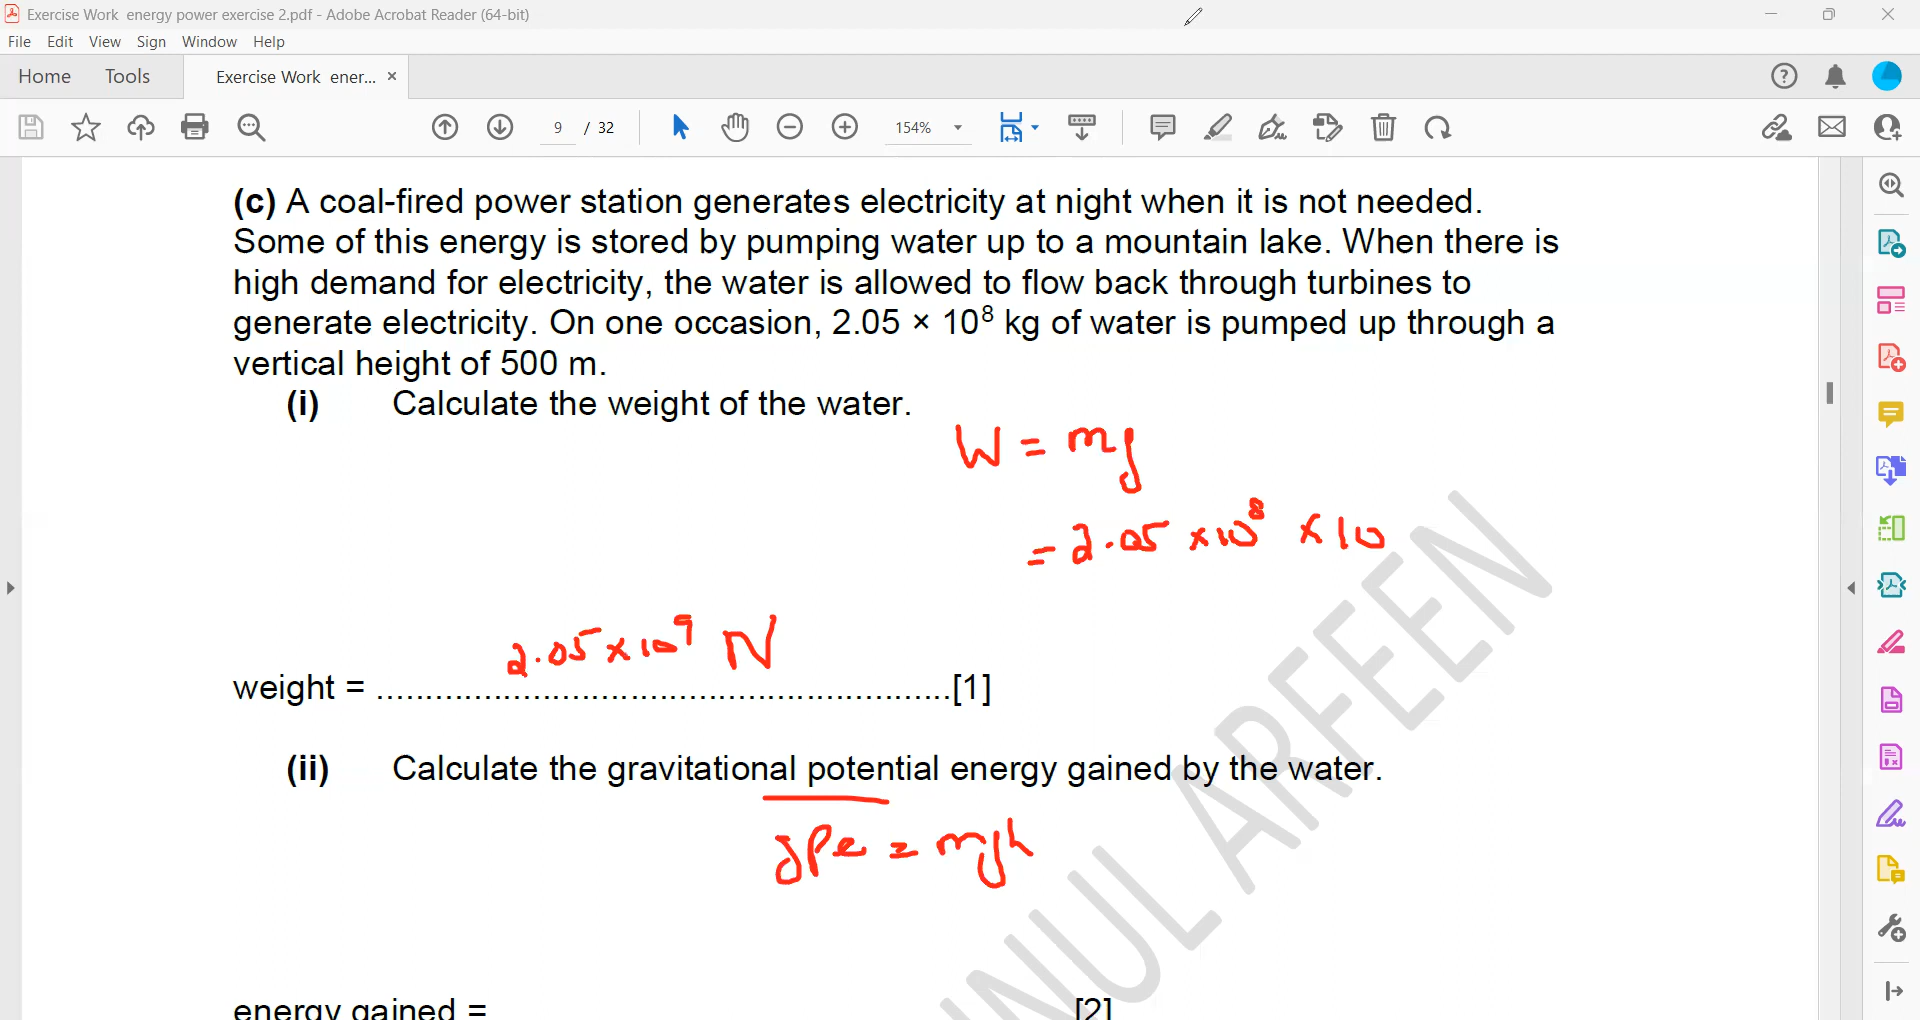 Exercise Work energy power exercise 2.pdf - Adobe Acrobat Reader (64-bit)
File Edit View Sign Window Help
Home Tools Exercise Work ener... ×
9 / 32 154%
(c) A coal-fired power station generates electricity at night when it is not needed.
Some of this energy is stored by pumping water up to a mountain lake. When there is
high demand for electricity, the water is allowed to flow back through turbines to
generate electricity. On one occasion, 2.05 × 10⁸ kg of water is pumped up through a
vertical height of 500 m.
(i) Calculate the weight of the water.
W = mg
= 2.05 × 10⁸ × 10
2.05 × 10⁹ N
weight = ..........................................................[1]
(ii) Calculate the gravitational potential energy gained by the water.
gPe = mgh
energy gained = [2]
NUL ARFEEN